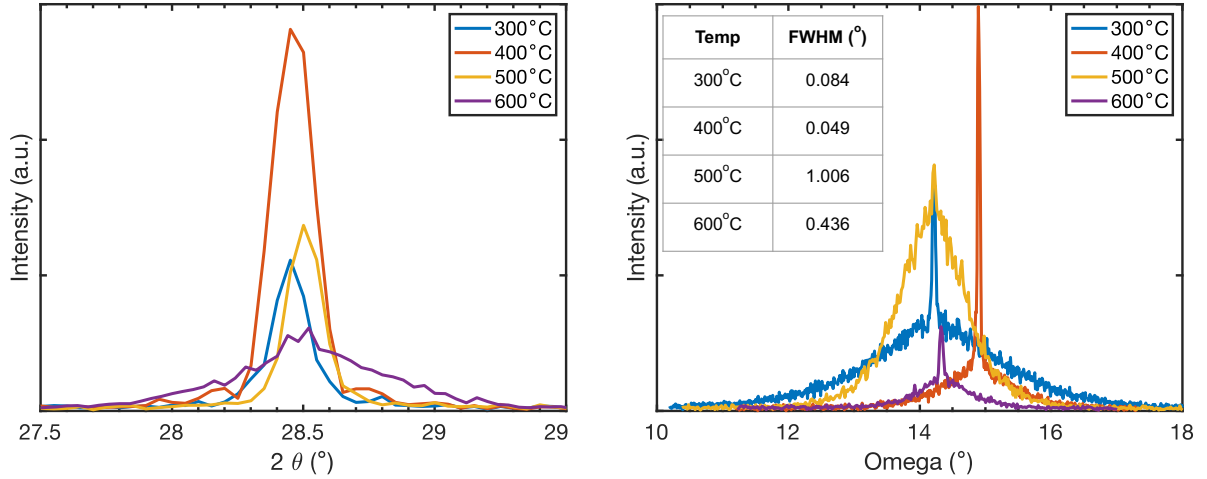 300°C
400°C
500°C
600°C
Intensity (a.u.)
27.5 28 28.5 29 29
2 θ (°)
Temp FWHM (°)
300°C 0.084
400°C 0.049
500°C 1.006
600°C 0.436
300°C
400°C
500°C
600°C
Intensity (a.u.)
10 12 14 16 18
Omega (°)